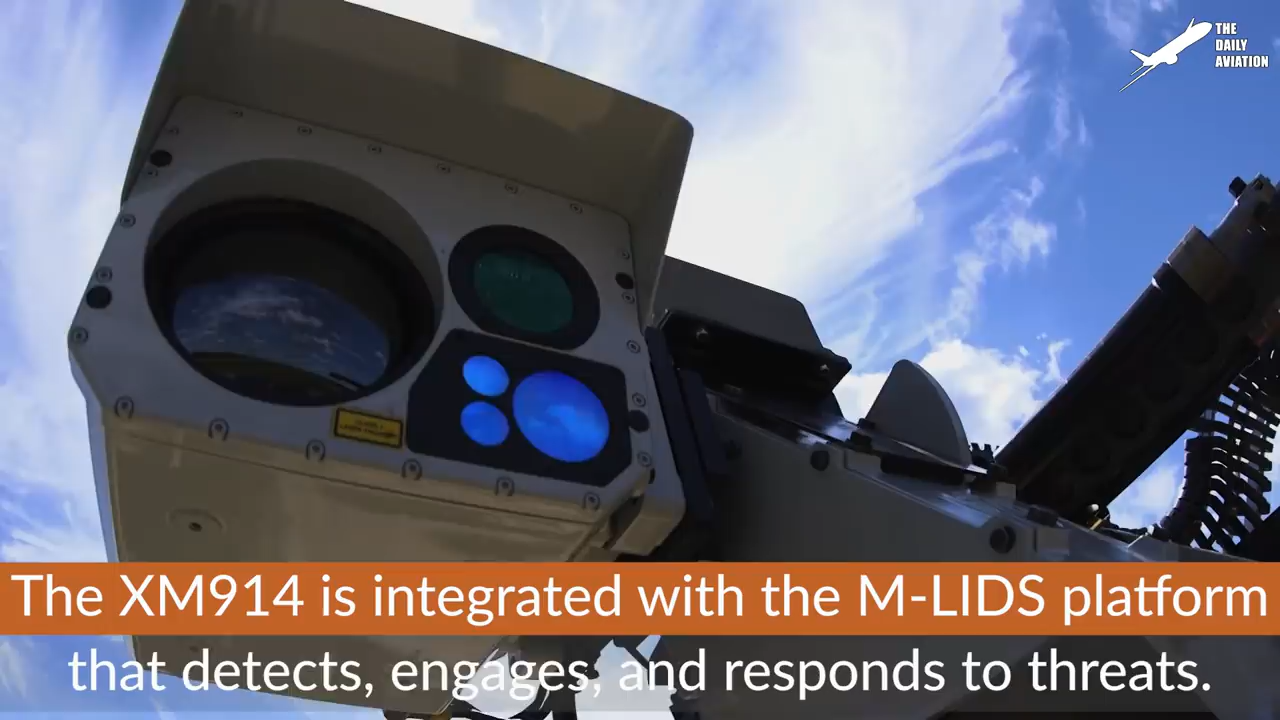 THE
DAILY
AVIATION
The XM914 is integrated with the M-LIDS platform
that detects, engages, and responds to threats.